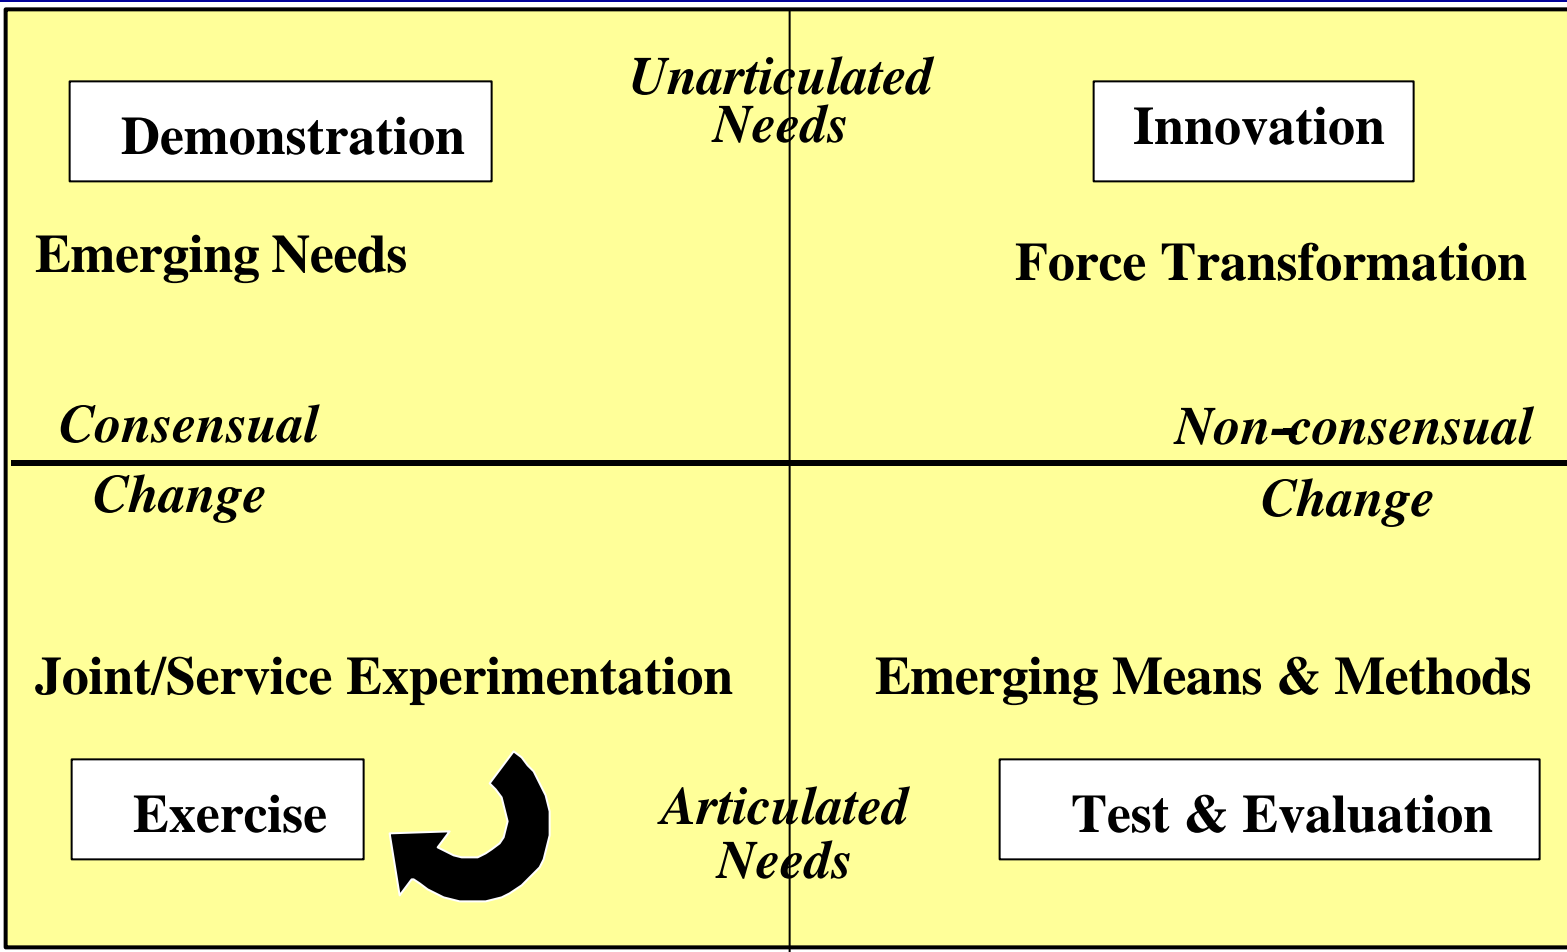 Unarticulated
Needs
Demonstration
Innovation
Emerging Needs
Force Transformation
Consensual
Change
Non-consensual
Change
Joint/Service Experimentation
Emerging Means & Methods
Exercise
Articulated
Needs
Test & Evaluation